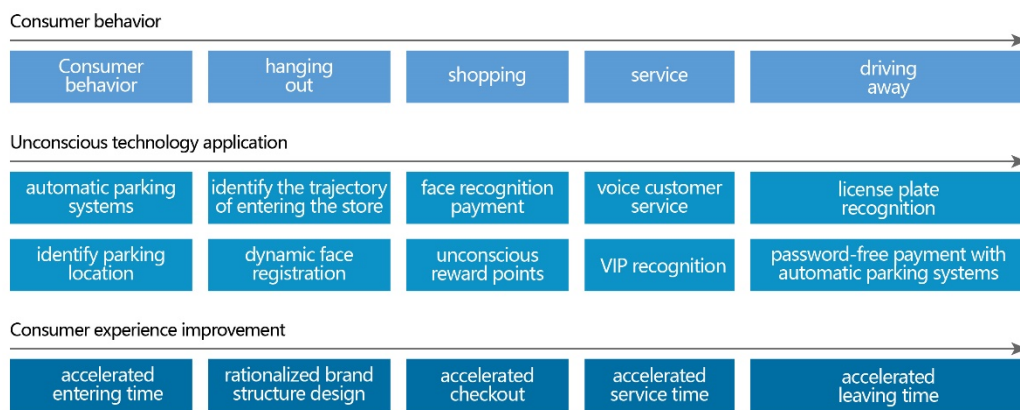 Consumer behavior
Consumer
behavior
hanging
out
shopping
service
driving
away
Unconscious technology application
automatic parking
systems
identify the trajectory
of entering the store
face recognition
payment
voice customer
service
license plate
recognition
identify parking
location
dynamic face
registration
unconscious
reward points
VIP recognition
password-free payment with
automatic parking systems
Consumer experience improvement
accelerated
entering time
rationalized brand
structure design
accelerated
checkout
accelerated
service time
accelerated
leaving time